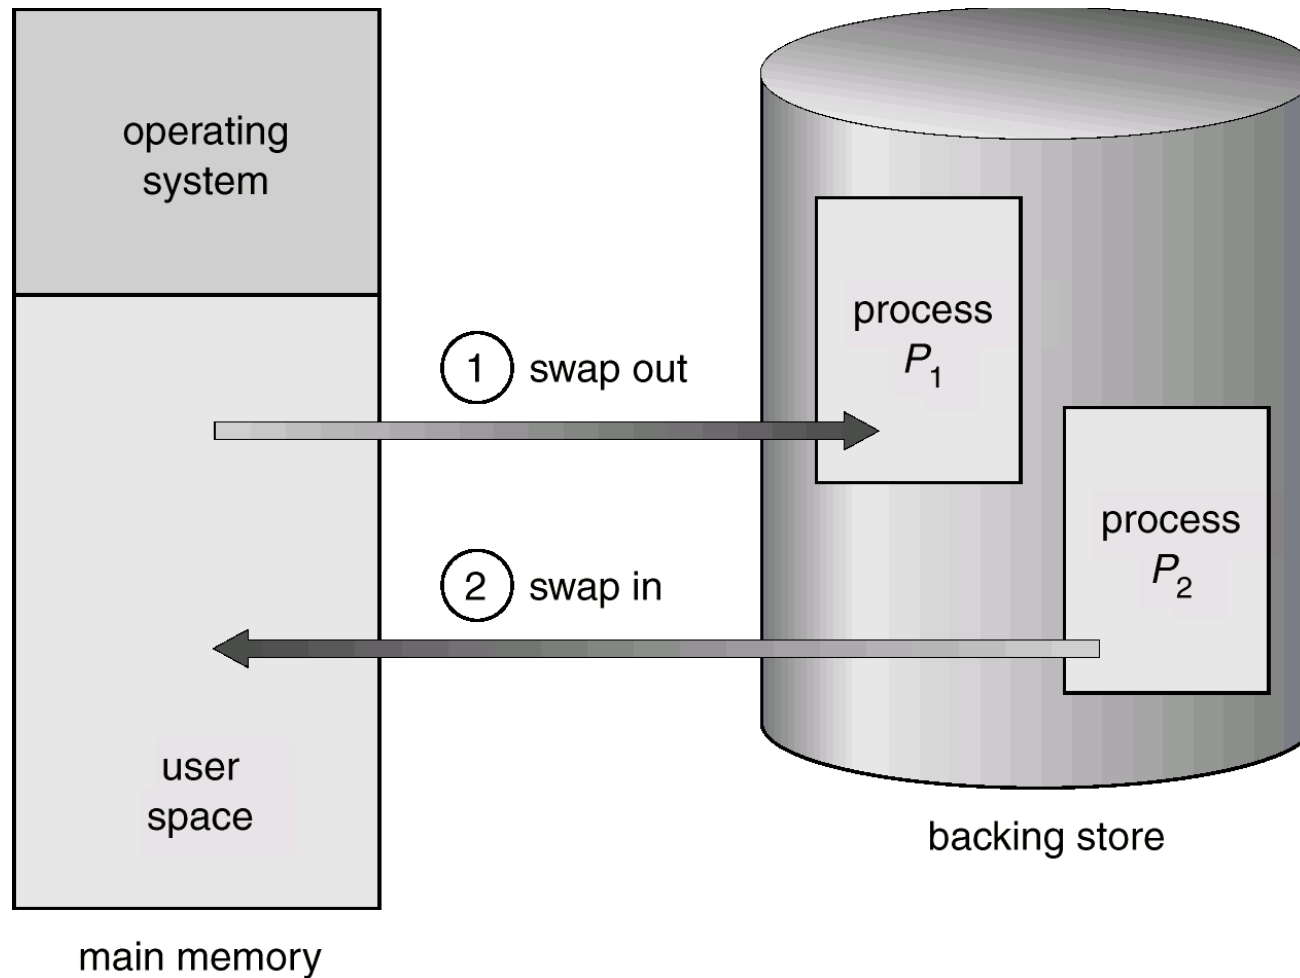 operating
system
1 swap out
process
P1
2 swap in
process
P2
user
space
backing store
main memory